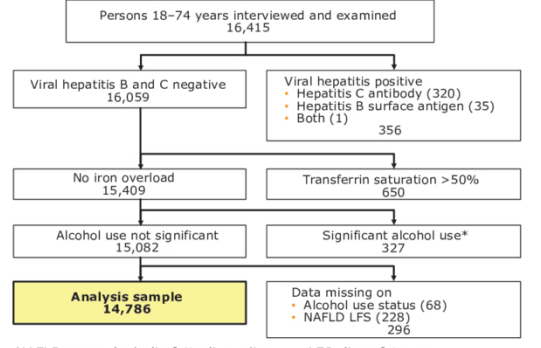 Persons 18–74 years interviewed and examined
16,415
Viral hepatitis B and C negative
16,059
Viral hepatitis positive
• Hepatitis C antibody (320)
• Hepatitis B surface antigen (35)
• Both (1)
356
No iron overload
15,409
Transferrin saturation >50%
650
Alcohol use not significant
15,082
Significant alcohol use*
327
Analysis sample
14,786
Data missing on
• Alcohol use status (68)
• NAFLD LFS (228)
296